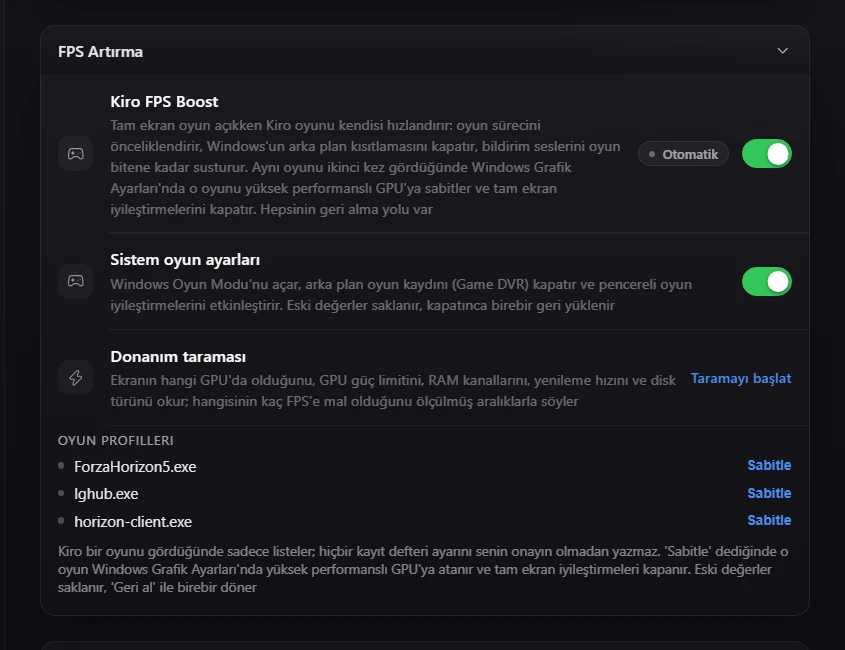 FPS Artırma
Kiro FPS Boost
Tam ekran oyun açıkken Kiro oyunu kendisi hızlandırır: oyun sürecini
önceliklendirir, Windows'un arka plan kısıtlamasını kapatır, bildirim seslerini oyun
bitene kadar susturur. Aynı oyunu ikinci kez gördüğünde Windows Grafik
Ayarları'nda o oyunu yüksek performanslı GPU'ya sabitler ve tam ekran
iyileştirmelerini kapatır. Hepsinin geri alma yolu var
Otomatik
Sistem oyun ayarları
Windows Oyun Modu'nu açar, arka plan oyun kaydını (Game DVR) kapatır ve pencereli oyun
iyileştirmelerini etkinleştirir. Eski değerler saklanır, kapatınca birebir geri yüklenir
Donanım taraması
Ekranın hangi GPU'da olduğunu, GPU güç limitini, RAM kanallarını, yenileme hızını ve disk
türünü okur; hangisinin kaç FPS'e mal olduğunu ölçülmüş aralıklarla söyler
Taramayı başlat
OYUN PROFILLERI
ForzaHorizon5.exe
Sabitle
lghub.exe
Sabitle
horizon-client.exe
Sabitle
Kiro bir oyunu gördüğünde sadece listeler; hiçbir kayıt defteri ayarını senin onayın olmadan yazmaz. 'Sabitle' dediğinde o
oyun Windows Grafik Ayarları'nda yüksek performanslı GPU'ya atanır ve tam ekran iyileştirmeleri kapanır. Eski değerler
saklanır, 'Geri al' ile birebir döner